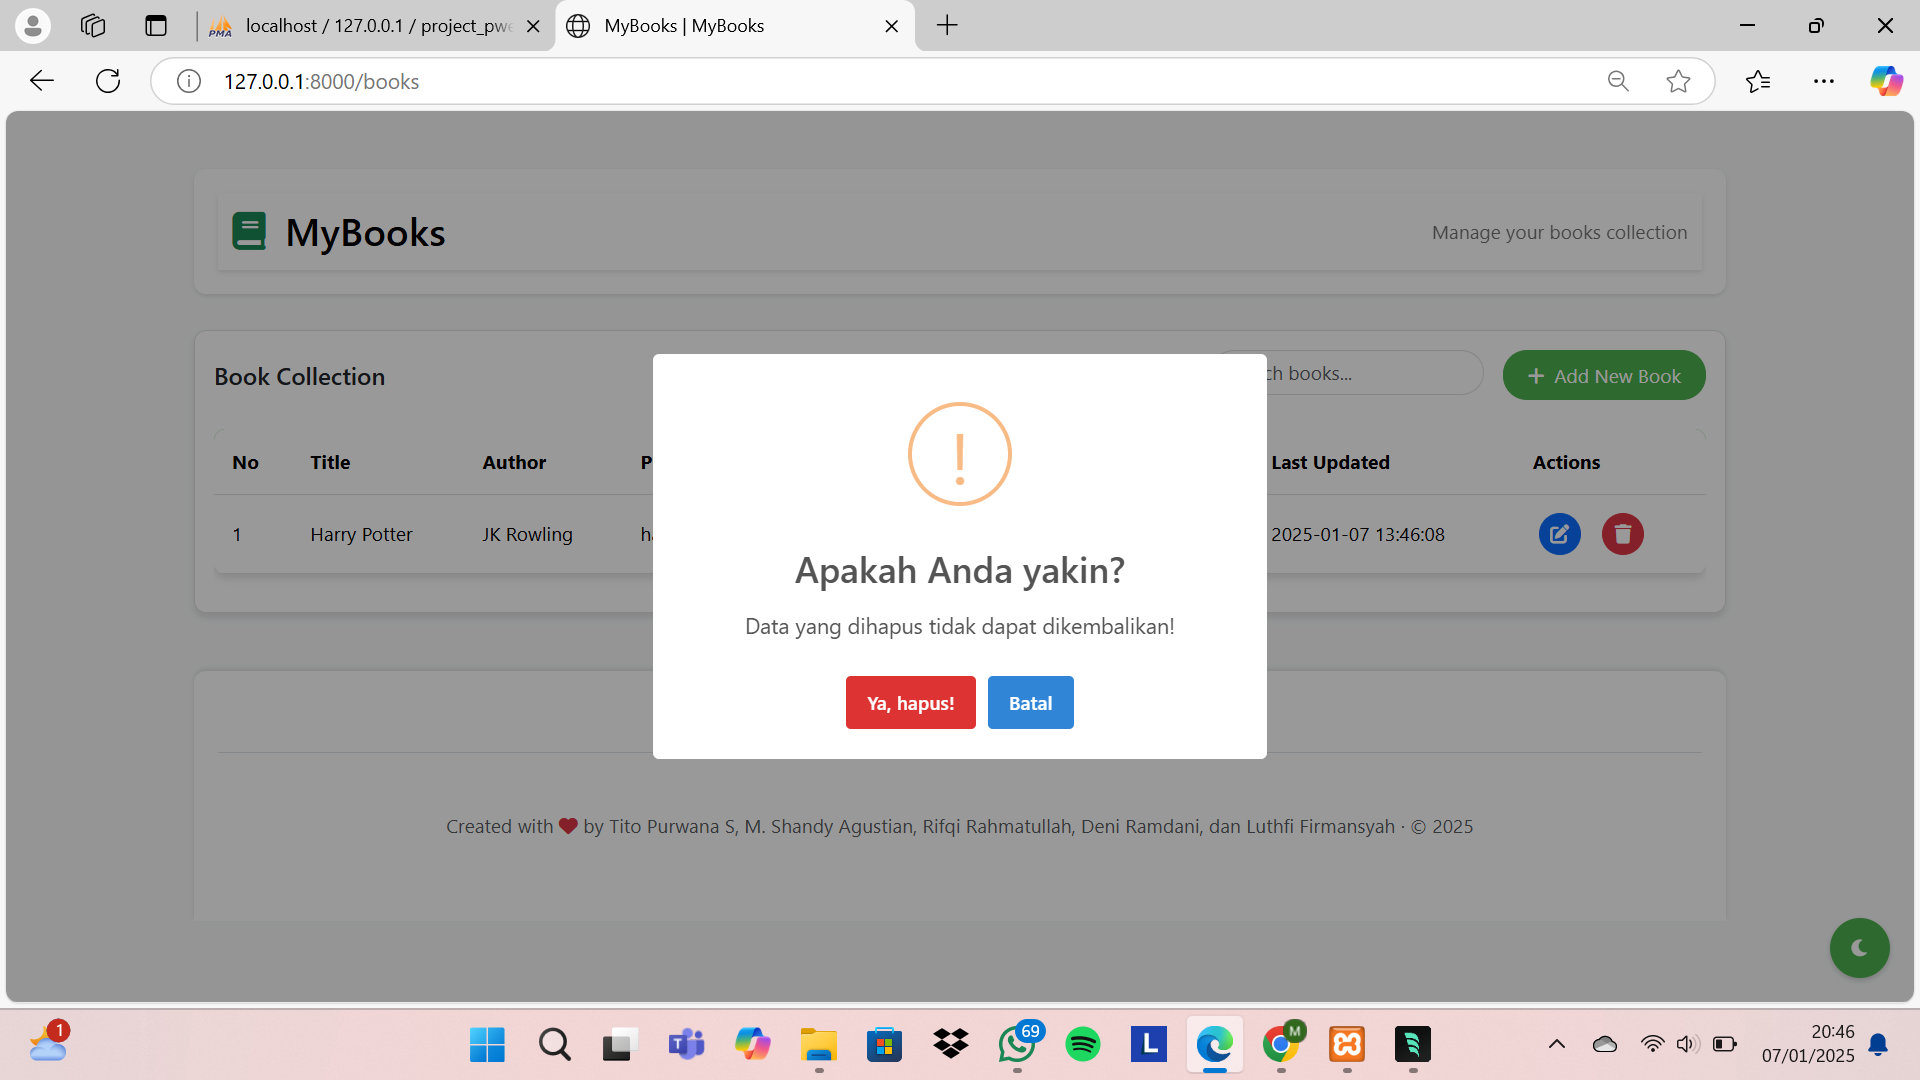 localhost / 127.0.0.1 / project_pwe
MyBooks | MyBooks
127.0.0.1:8000/books
MyBooks
Manage your books collection
Book Collection
books...
Add New Book
No Title Author Last Updated Actions
1 Harry Potter JK Rowling 2025-01-07 13:46:08
Apakah Anda yakin?
Data yang dihapus tidak dapat dikembalikan!
Ya, hapus!
Batal
Created with by Tito Purwana S, M. Shandy Agustian, Rifqi Rahmatullah, Deni Ramdani, dan Luthfi Firmansyah · © 2025
1
69
M
L
20:46
07/01/2025